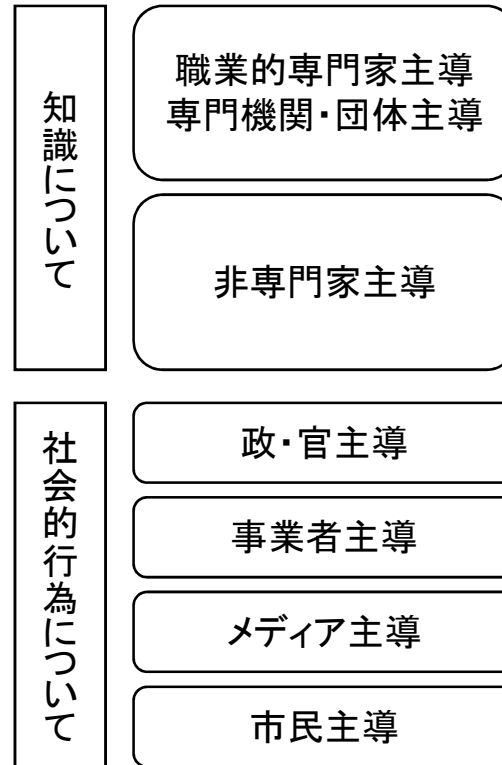 知識について
職業的専門家主導
専門機関・団体主導
非専門家主導
社会的行為について
政・官主導
事業者主導
メディア主導
市民主導